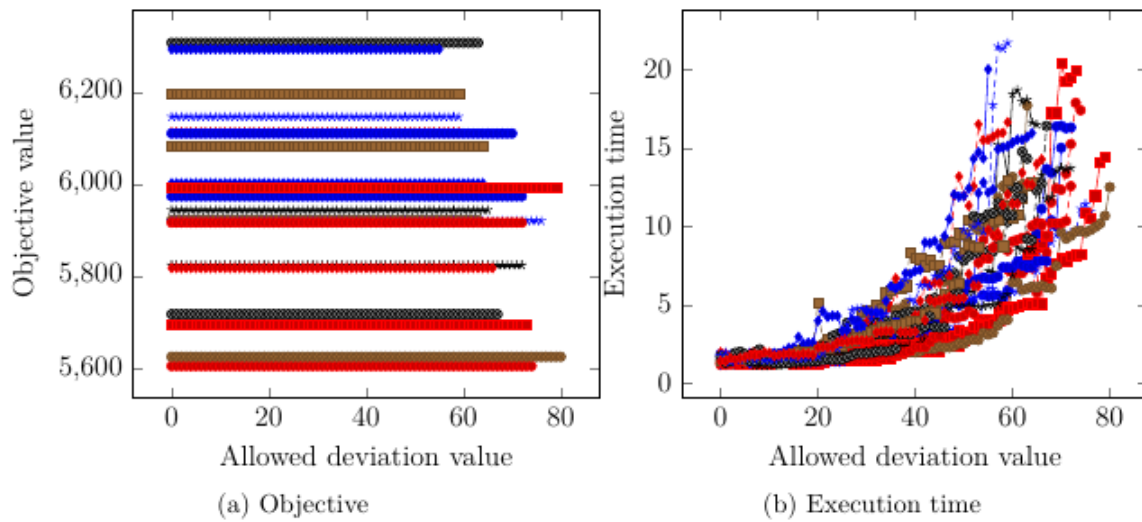 Objective value
6,200
6,000
5,800
5,600
0 20 40 60 80
Allowed deviation value
(a) Objective
Execution time
20
15
10
5
0
0 20 40 60 80
Allowed deviation value
(b) Execution time